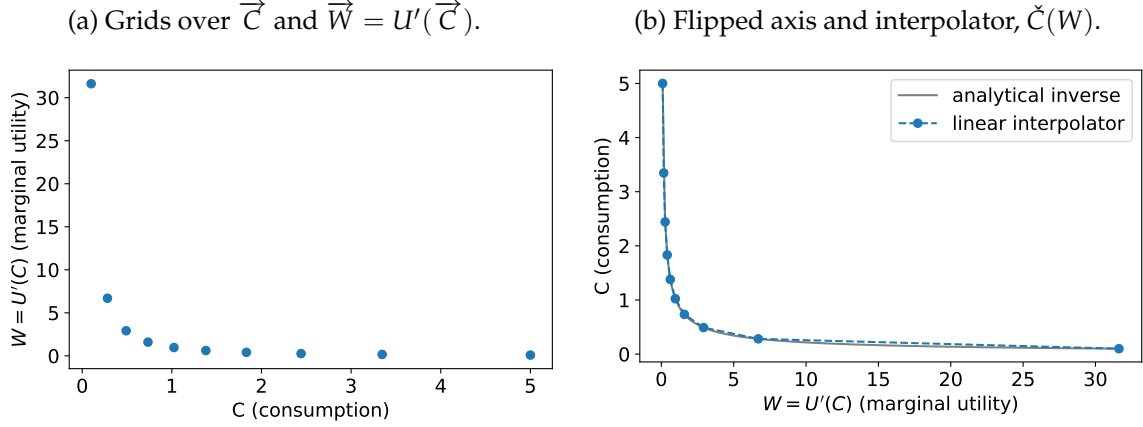 (a) Grids over C⃗ and W⃗ = U′(C⃗).
30
25
20
15
10
5
0
W = U′(C) (marginal utility)
0 1 2 3 4 5
C (consumption)
(b) Flipped axis and interpolator, Č(W).
5
4
3
2
1
0
C (consumption)
analytical inverse
linear interpolator
0 5 10 15 20 25 30
W = U′(C) (marginal utility)